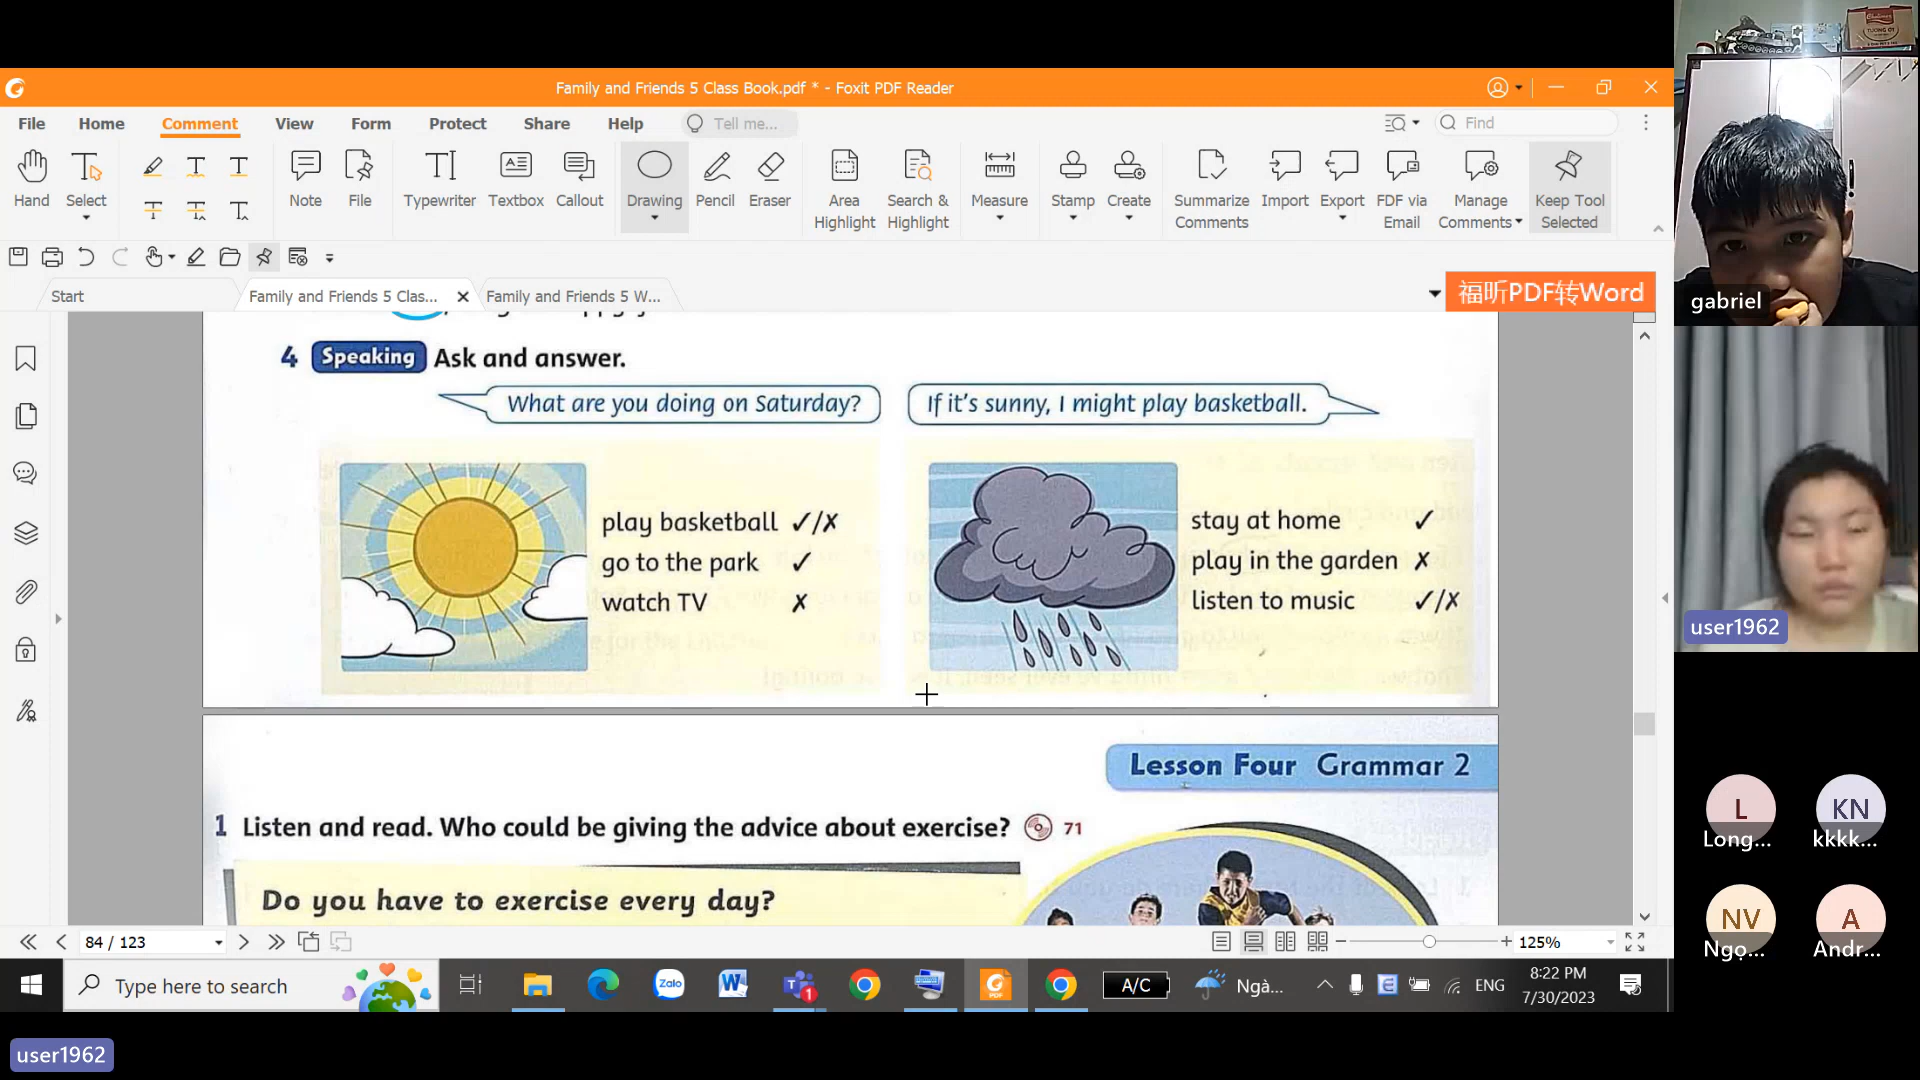 Family and Friends 5 Class Book.pdf * - Foxit PDF Reader
File Home Comment View Form Protect Share Help Tell me... Find
Hand Select Note File Typewriter Textbox Callout Drawing Pencil Eraser Area Highlight Search & Highlight Measure Stamp Create Summarize Comments Import Export FDF via Email Manage Comments Keep Tool Selected
Start Family and Friends 5 Clas... Family and Friends 5 W... 福昕PDF转Word
4 Speaking Ask and answer.
What are you doing on Saturday? If it's sunny, I might play basketball.
play basketball ✓/✗
go to the park ✓
watch TV ✗
stay at home ✓
play in the garden ✗
listen to music ✓/✗
Lesson Four Grammar 2
1 Listen and read. Who could be giving the advice about exercise? 71
Do you have to exercise every day?
84 / 123 125%
Type here to search Zalo A/C Ngà... ENG 8:22 PM
7/30/2023
user1962
gabriel
user1962
L KN
Long... kkkk...
NV A
Ngọ... Andr...